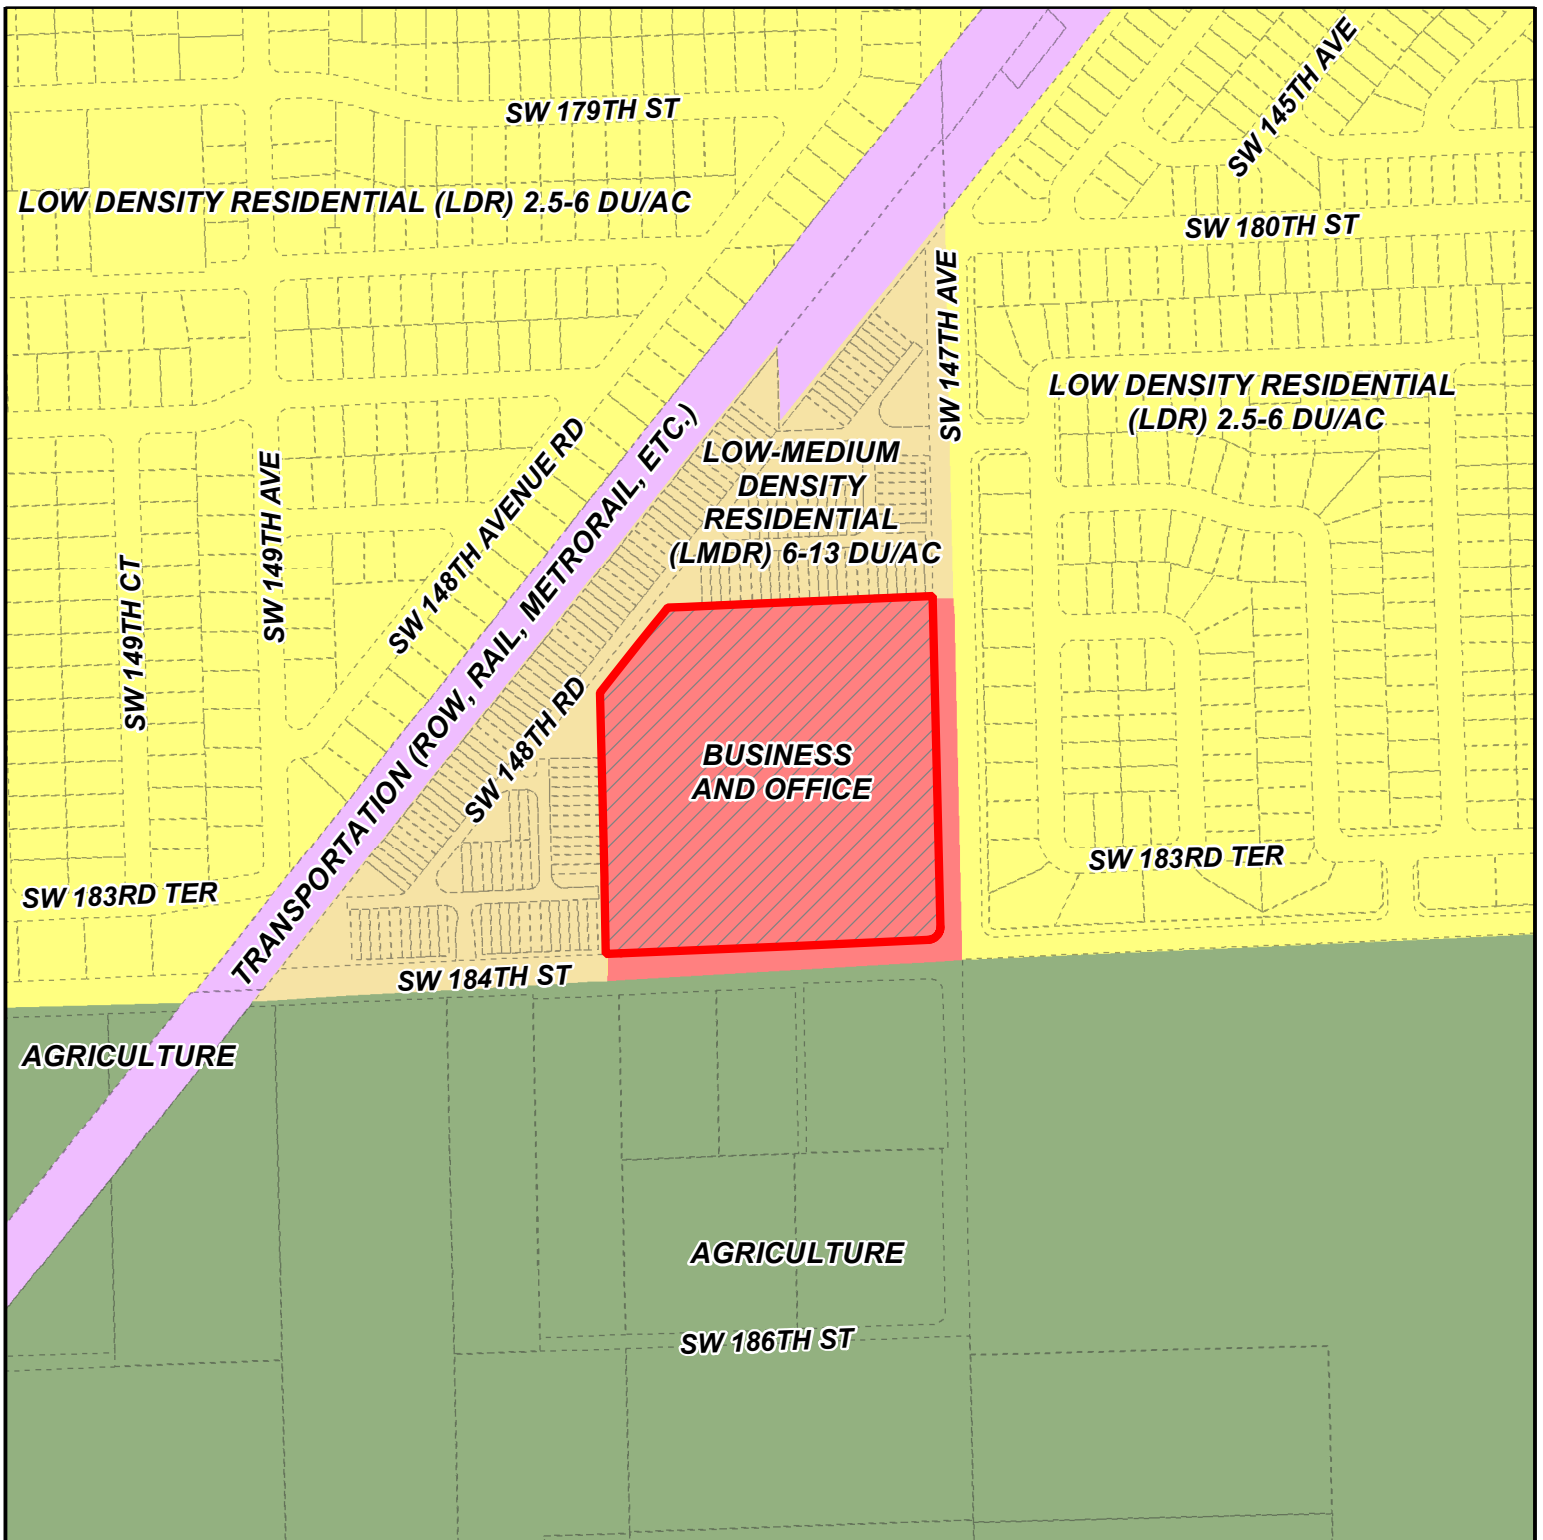 SW 179TH ST
SW 145TH AVE
LOW DENSITY RESIDENTIAL (LDR) 2.5-6 DU/AC
SW 180TH ST
SW 147TH AVE
LOW DENSITY RESIDENTIAL
(LDR) 2.5-6 DU/AC
LOW-MEDIUM
DENSITY
RESIDENTIAL
(LMDR) 6-13 DU/AC
SW 148TH AVENUE RD
SW 149TH AVE
SW 149TH CT
TRANSPORTATION (ROW, RAIL, METRORAIL, ETC.)
SW 148TH RD
BUSINESS
AND OFFICE
SW 183RD TER
SW 183RD TER
SW 184TH ST
AGRICULTURE
AGRICULTURE
SW 186TH ST